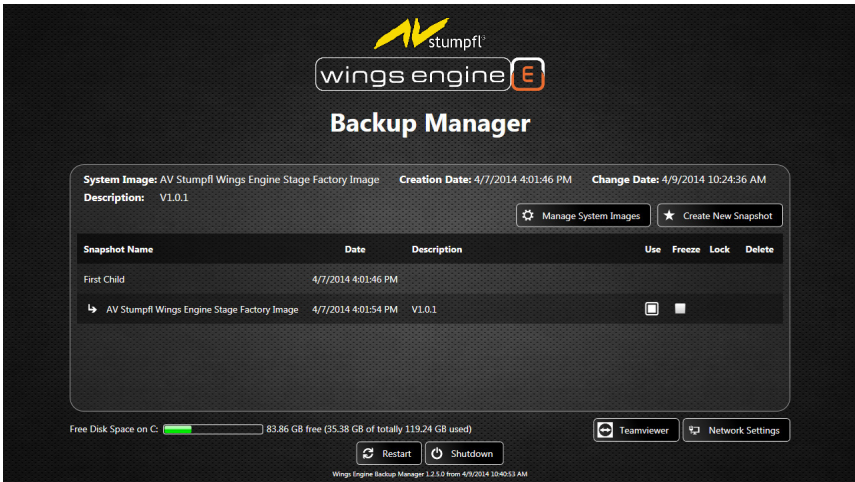 AV stumpfl
wings engine E
Backup Manager
System Image: AV Stumpfl Wings Engine Stage Factory Image Creation Date: 4/7/2014 4:01:46 PM Change Date: 4/9/2014 10:24:36 AM
Description: V1.0.1
Manage System Images Create New Snapshot
Snapshot Name Date Description Use Freeze Lock Delete
First Child 4/7/2014 4:01:46 PM
AV Stumpfl Wings Engine Stage Factory Image 4/7/2014 4:01:54 PM V1.0.1
Free Disk Space on C: 83.86 GB free (35.38 GB of totally 119.24 GB used) Teamviewer Network Settings
Restart Shutdown
Wings Engine Backup Manager 1.2.5.0 from 4/9/2014 10:40:53 AM